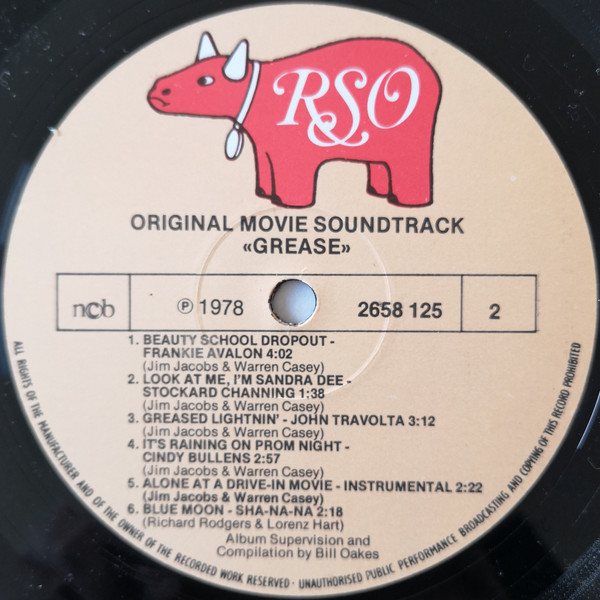 RSO
ORIGINAL MOVIE SOUNDTRACK
«GREASE»
ncb
℗ 1978
2658 125
2
1. BEAUTY SCHOOL DROPOUT -
FRANKIE AVALON 4:02
(Jim Jacobs & Warren Casey)
2. LOOK AT ME, I'M SANDRA DEE -
STOCKARD CHANNING 1:38
(Jim Jacobs & Warren Casey)
3. GREASED LIGHTNIN' - JOHN TRAVOLTA 3:12
(Jim Jacobs & Warren Casey)
4. IT'S RAINING ON PROM NIGHT -
CINDY BULLENS 2:57
(Jim Jacobs & Warren Casey)
5. ALONE AT A DRIVE-IN MOVIE - INSTRUMENTAL 2:22
(Jim Jacobs & Warren Casey)
6. BLUE MOON - SHA-NA-NA 2:18
(Richard Rodgers & Lorenz Hart)
Album Supervision and
Compilation by Bill Oakes
ALL RIGHTS OF THE MANUFACTURER AND OF THE OWNER OF THE RECORDED WORK RESERVED · UNAUTHORISED PUBLIC PERFORMANCE BROADCASTING AND COPYING OF THIS RECORD PROHIBITED